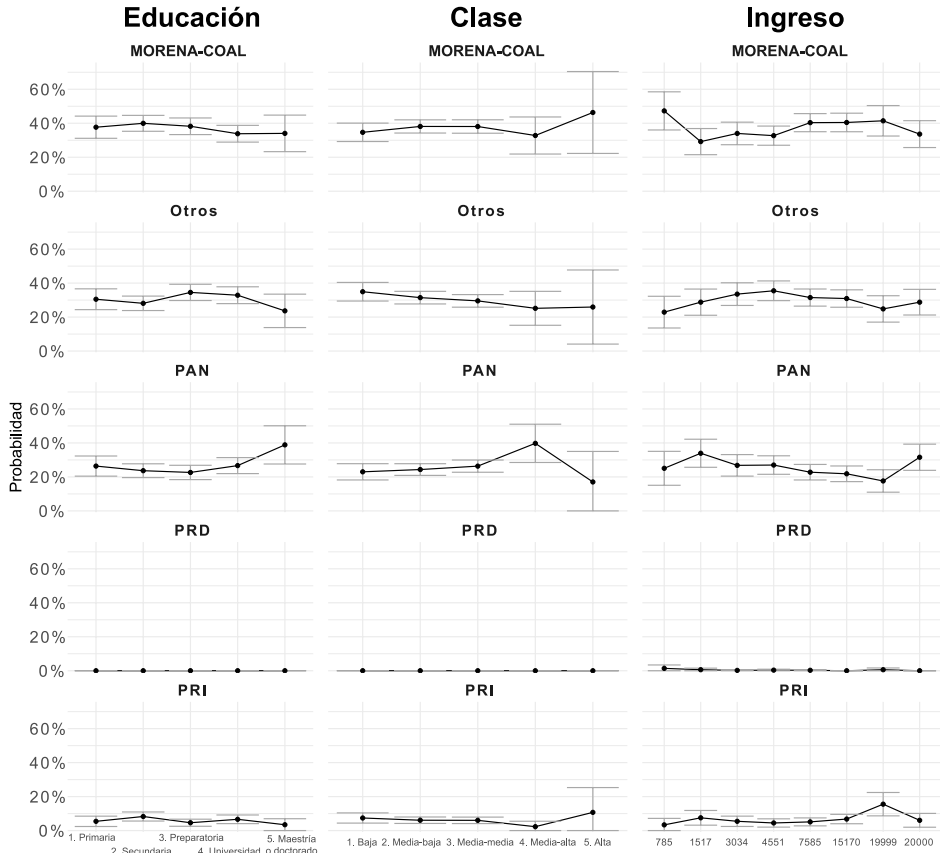 Educación Clase Ingreso
MORENA-COAL MORENA-COAL MORENA-COAL
60%
40%
20%
0%
Otros Otros Otros
60%
40%
20%
0%
PAN PAN PAN
60%
40%
20%
0%
Probabilidad
PRD PRD PRD
60%
40%
20%
0%
PRI PRI PRI
60%
40%
20%
0%
1. Primaria 3. Preparatoria 5. Maestría 1. Baja 2. Media-baja 3. Media-media 4. Media-alta 5. Alta 785 1517 3034 4551 7585 15170 19999 20000
2. Secundaria 4. Universidad o doctorado